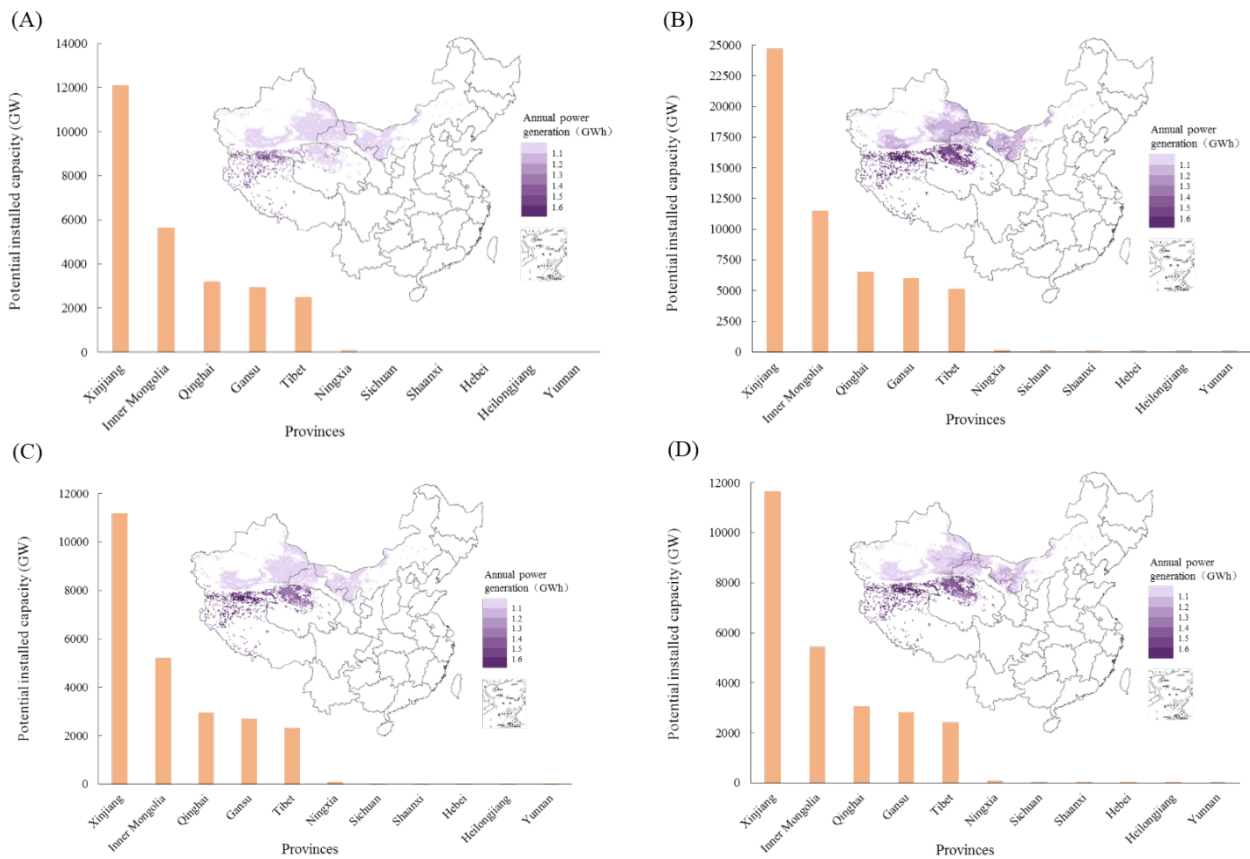 (A)
14000
12000
10000
8000
6000
4000
2000
0
Potential installed capacity (GW)
Annual power
generation（GWh）
1.1
1.2
1.3
1.4
1.5
1.6
Xinjiang
Inner Mongolia
Qinghai
Gansu
Tibet
Ningxia
Sichuan
Shaanxi
Hebei
Heilongjiang
Yunnan
Provinces
(B)
25000
22500
20000
17500
15000
12500
10000
7500
5000
2500
0
Potential installed capacity (GW)
Annual power
generation（GWh）
1.1
1.2
1.3
1.4
1.5
1.6
Xinjiang
Inner Mongolia
Qinghai
Gansu
Tibet
Ningxia
Sichuan
Shaanxi
Hebei
Heilongjiang
Yunnan
Provinces
(C)
12000
10000
8000
6000
4000
2000
0
Potential installed capacity (GW)
Annual power
generation（GWh）
1.1
1.2
1.3
1.4
1.5
1.6
Xinjiang
Inner Mongolia
Qinghai
Gansu
Tibet
Ningxia
Sichuan
Shaanxi
Hebei
Heilongjiang
Yunnan
Provinces
(D)
12000
10000
8000
6000
4000
2000
0
Potential installed capacity (GW)
Annual power
generation（GWh）
1.1
1.2
1.3
1.4
1.5
1.6
Xinjiang
Inner Mongolia
Qinghai
Gansu
Tibet
Ningxia
Sichuan
Shaanxi
Hebei
Heilongjiang
Yunnan
Provinces